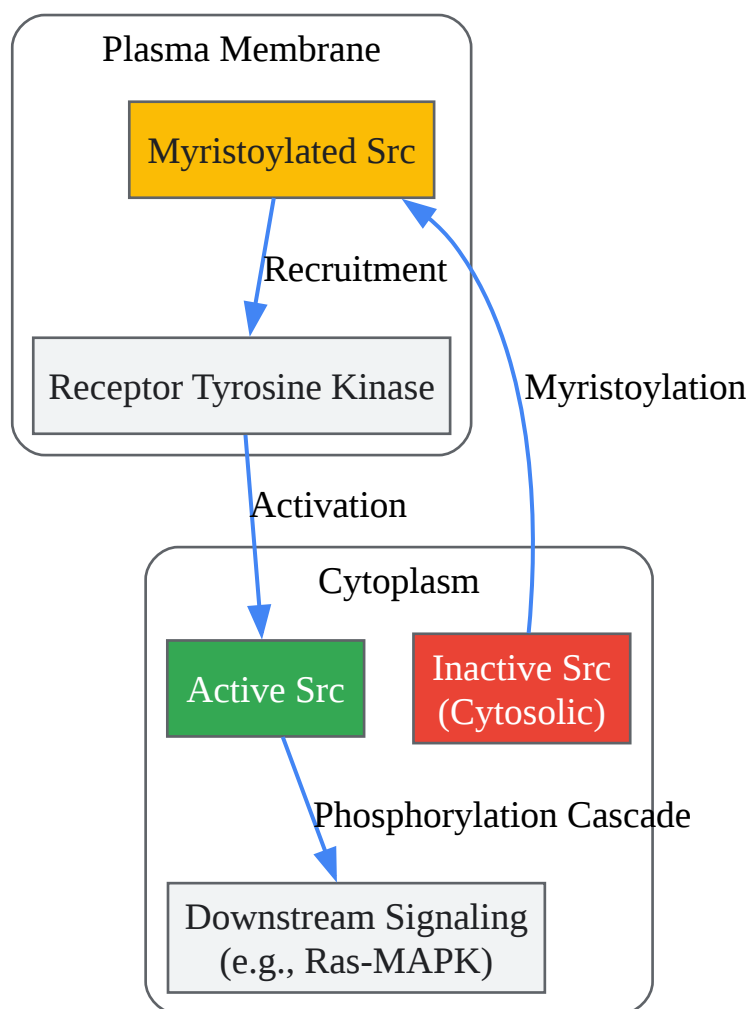 Plasma Membrane
Myristoylated Src
Recruitment
Receptor Tyrosine Kinase
Myristoylation
Activation
Cytoplasm
Active Src
Inactive Src
(Cytosolic)
Phosphorylation Cascade
Downstream Signaling
(e.g., Ras-MAPK)